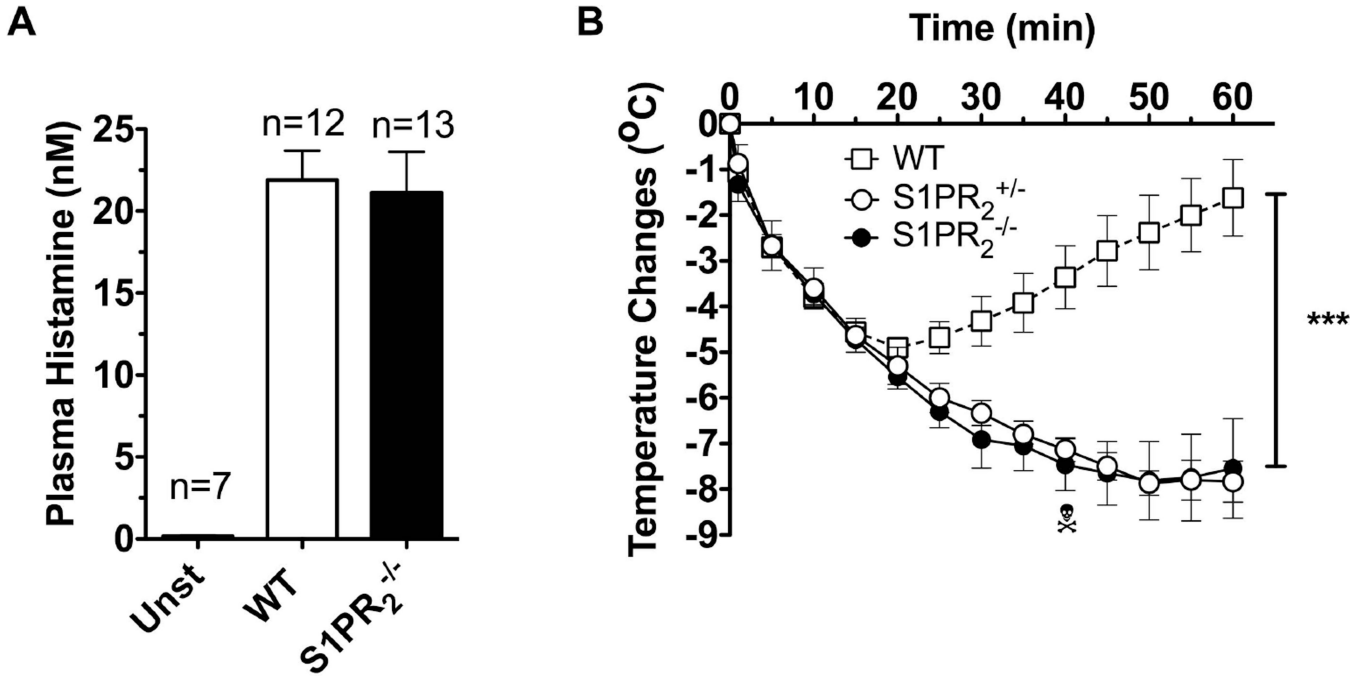 A
Plasma Histamine (nM)
25
20
15
10
5
0
n=7
n=12
n=13
Unst
WT
S1PR₂⁻/⁻
B
Time (min)
0 10 20 30 40 50 60
Temperature Changes (ºC)
0
-1
-2
-3
-4
-5
-6
-7
-8
-9
WT
S1PR₂⁺/⁻
S1PR₂⁻/⁻
***